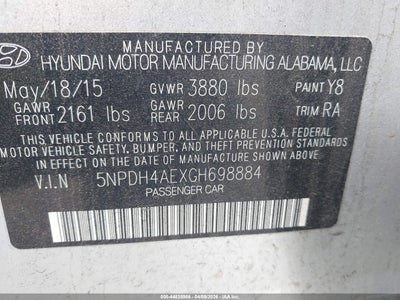 MANUFACTURED BY
HYUNDAI MOTOR MANUFACTURING ALABAMA, LLC
May/18/15 GVWR 3880 lbs PAINT Y8
GAWR FRONT 2161 lbs GAWR REAR 2006 lbs TRIM RA
THIS VEHICLE CONFORMS TO ALL APPLICABLE U.S.A. FEDERAL
MOTOR VEHICLE SAFETY, BUMPER, AND THEFT PREVENTION
STANDARDS IN EFFECT ON THE DATE OF MANUFACTURE SHOWN ABOVE.
V.I.N 5NPDH4AEXGH698884
PASSENGER CAR